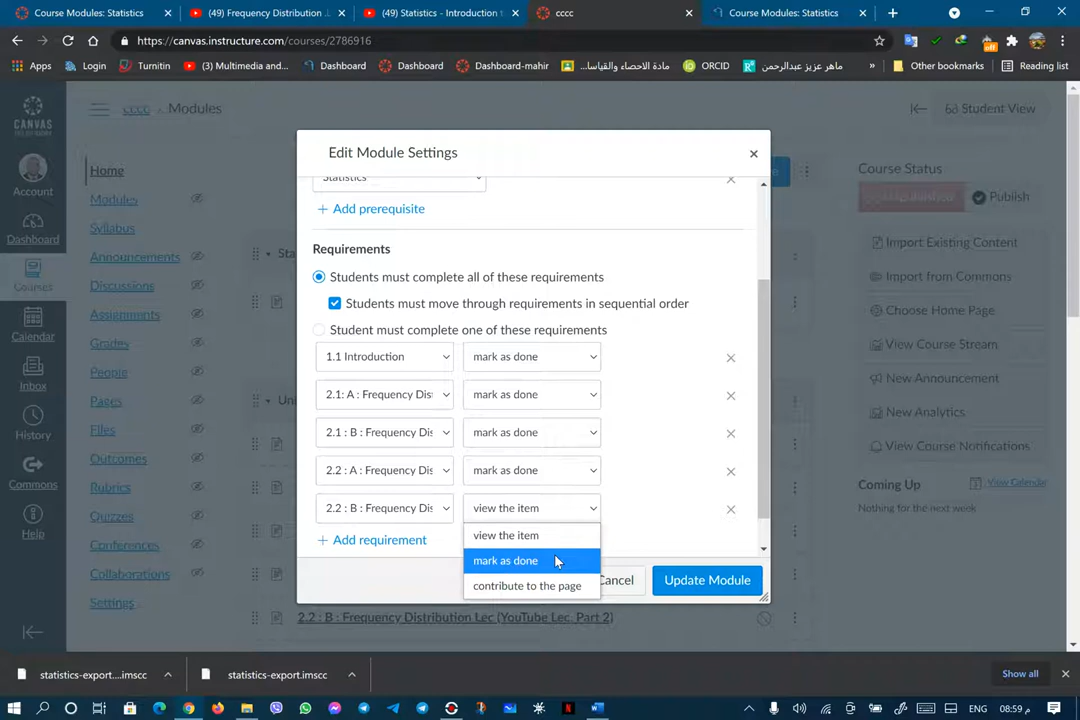 Course Modules: Statistics
(49) Frequency Distribution .
(49) Statistics - Introduction t
cccc
Course Modules: Statistics
https://canvas.instructure.com/courses/2786916
Apps
Login
Turnitin
(3) Multimedia and...
Dashboard
Dashboard
Dashboard-mahir
مادة الاحصاء والقياسا...
ORCID
ماهر عزيز عبدالرحمن
»
Other bookmarks
Reading list
CANVAS
cccc
Modules
Student View
Edit Module Settings
Home
Course Status
Account
Modules
Statistics
Publish
Dashboard
Syllabus
+ Add prerequisite
Announcements
Requirements
Sta
Import Existing Content
Courses
Discussions
Students must complete all of these requirements
Import from Commons
Assignments
Students must move through requirements in sequential order
Choose Home Page
Calendar
Grades
Student must complete one of these requirements
View Course Stream
People
1.1 Introduction
mark as done
New Announcement
Inbox
Pages
2.1: A : Frequency Dis
mark as done
Uni
New Analytics
History
Files
2.1 : B : Frequency Dis
mark as done
View Course Notifications
Outcomes
2.2 : A : Frequency Dis
mark as done
Coming Up
View Calendar
Commons
Rubrics
Nothing for the next week
Quizzes
2.2 : B : Frequency Dis
view the item
Help
Conferences
+ Add requirement
view the item
mark as done
Collaborations
contribute to the page
Cancel
Update Module
Settings
2.2 : B : Frequency Distribution Lec (YouTube Lec, Part 2)
statistics-export....imscc
statistics-export.imscc
Show all
ENG
08:59 م